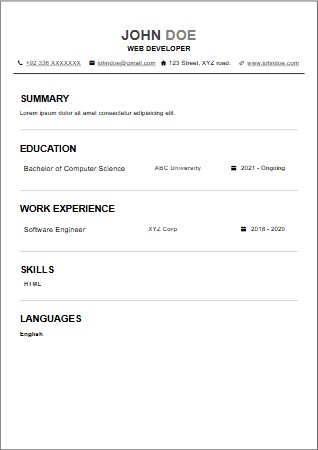 JOHN DOE
WEB DEVELOPER
+92 336 XXXXXXX johndoe@gmail.com 123 Street, XYZ road. www.yoursite.com
SUMMARY
Lorem ipsum dolor sit amet consectetur adipisicing elit.
EDUCATION
Bachelor of Computer Science ABC University 2021 - Ongoing
WORK EXPERIENCE
Software Engineer XYZ Corp 2018 - 2020
SKILLS
HTML
LANGUAGES
English